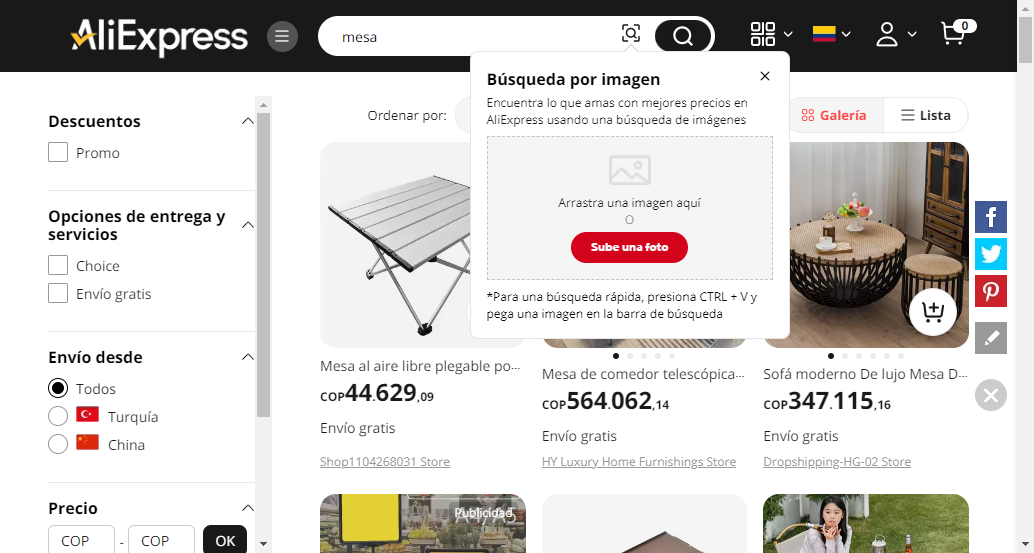 AliExpress
mesa
0
Búsqueda por imagen
Encuentra lo que amas con mejores precios en
AliExpress usando una búsqueda de imágenes
Arrastra una imagen aquí
O
Sube una foto
*Para una búsqueda rápida, presiona CTRL + V y
pega una imagen en la barra de búsqueda
Descuentos
Promo
Opciones de entrega y
servicios
Choice
Envío gratis
Envío desde
Todos
Turquía
China
Precio
COP - COP OK
Ordenar por:
Galería
Lista
Mesa al aire libre plegable po...
COP44.629,09
Envío gratis
Shop1104268031 Store
Mesa de comedor telescópica...
COP564.062,14
Envío gratis
HY Luxury Home Furnishings Store
Sofá moderno De lujo Mesa D...
COP347.115,16
Envío gratis
Dropshipping-HG-02 Store
Publicidad